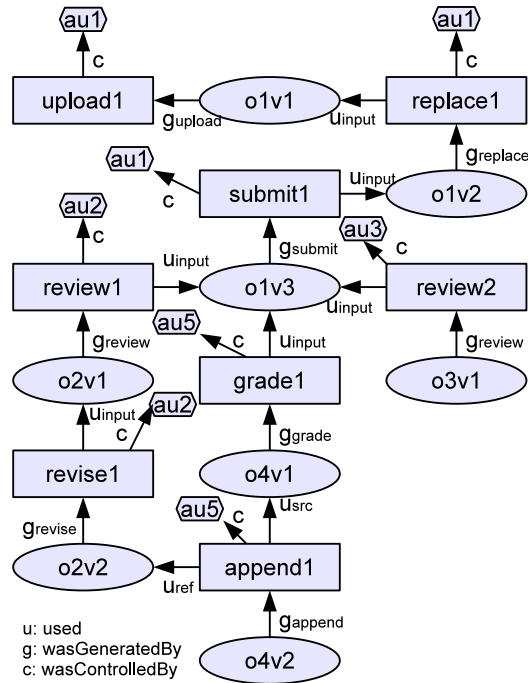 au1
au1
c
c
upload1
o1v1
replace1
gupload
uinput
greplace
au1
c
submit1
uinput
o1v2
au2
c
gsubmit
au3
c
review1
uinput
o1v3
uinput
review2
greview
au5
c
uinput
greview
o2v1
grade1
o3v1
uinput
c
au2
ggrade
revise1
o4v1
grevise
au5
c
usrc
o2v2
uref
append1
gappend
u: used
g: wasGeneratedBy
c: wasControlledBy
o4v2